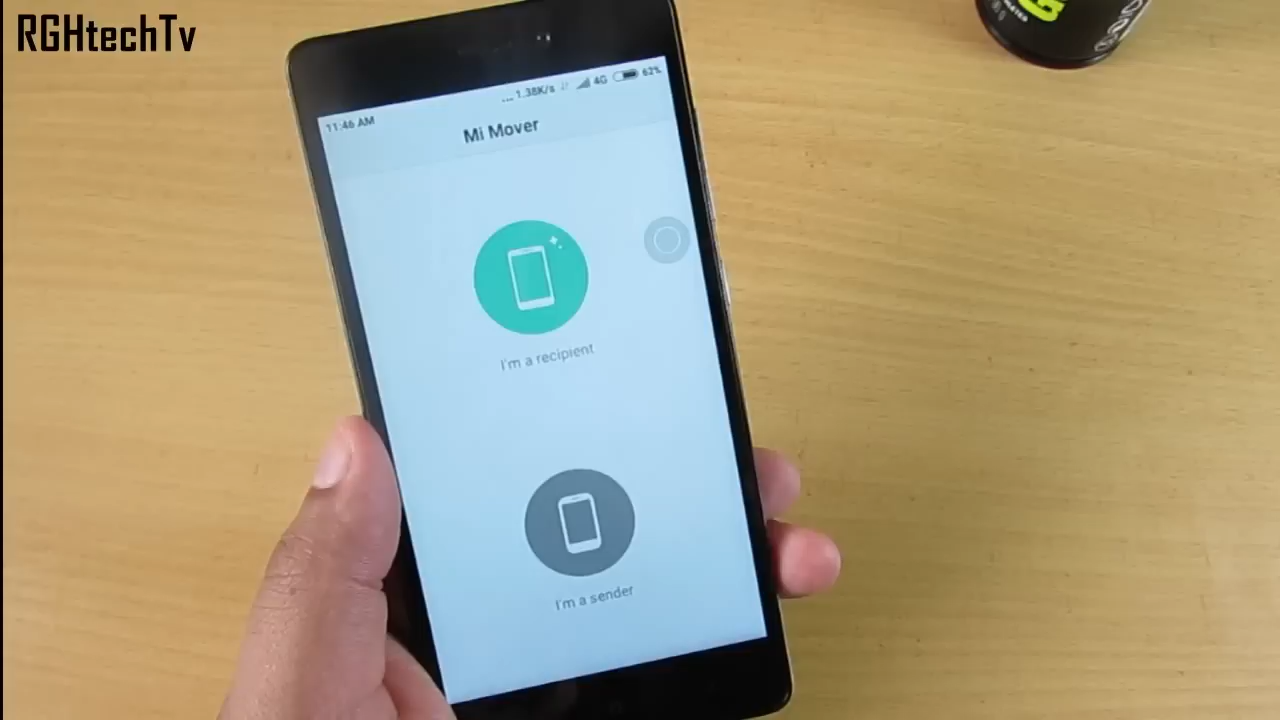 RGHtechTv
11:46 AM
... 1.38K/s
4G
62%
Mi Mover
I'm a recipient
I'm a sender